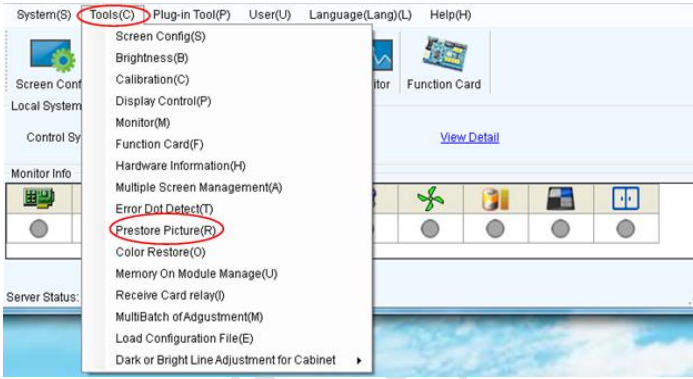 System(S) Tools(C) Plug-in Tool(P) User(U) Language(Lang)(L) Help(H)
Screen Config(S)
Brightness(B)
Calibration(C)
Screen Conf itor Function Card
Display Control(P)
Local System
Monitor(M)
Control Sy View Detail
Function Card(F)
Hardware Information(H)
Monitor Info
Multiple Screen Management(A)
Error Dot Detect(T)
Prestore Picture(R)
Color Restore(O)
Memory On Module Manage(U)
Server Status:
Receive Card relay(I)
MultiBatch of Adgustment(M)
Load Configuration File(E)
Dark or Bright Line Adjustment for Cabinet